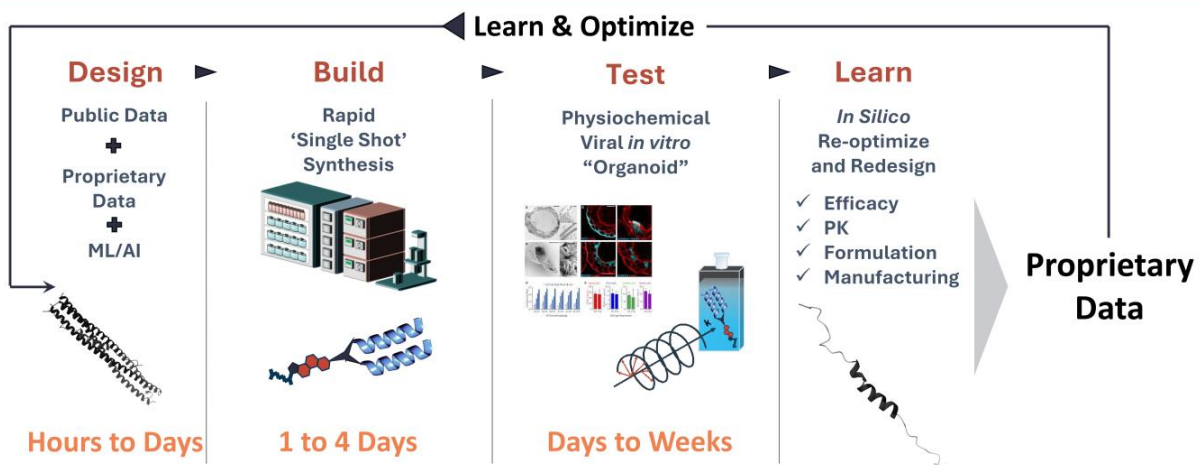 Learn & Optimize
Design
Build
Test
Learn
Public Data
Proprietary
Data
ML/AI
Rapid
‘Single Shot’
Synthesis
Physiochemical
Viral in vitro
“Organoid”
In Silico
Re-optimize
and Redesign
✓ Efficacy
✓ PK
✓ Formulation
✓ Manufacturing
Proprietary
Data
Hours to Days
1 to 4 Days
Days to Weeks